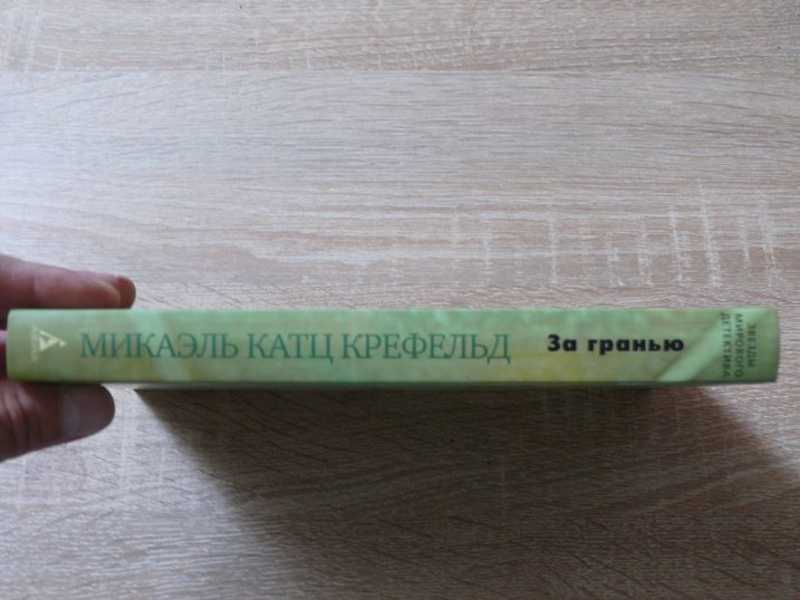 МИКАЭЛЬ КАТЦ КРЕФЕЛЬД
За гранью
ЗВЕЗДЫ
МИРОВОГО
ДЕТЕКТИВА